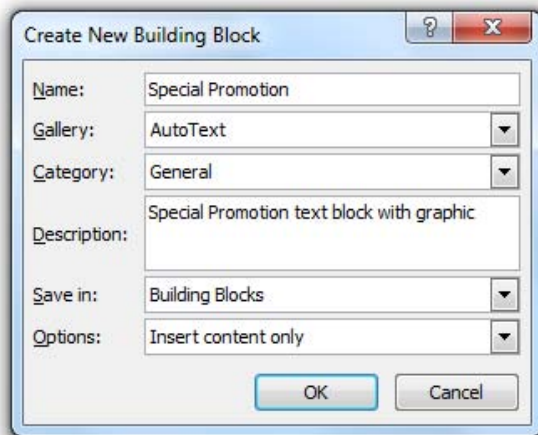 Create New Building Block
?
X
Name: Special Promotion
Gallery: AutoText
Category: General
Description: Special Promotion text block with graphic
Save in: Building Blocks
Options: Insert content only
OK Cancel